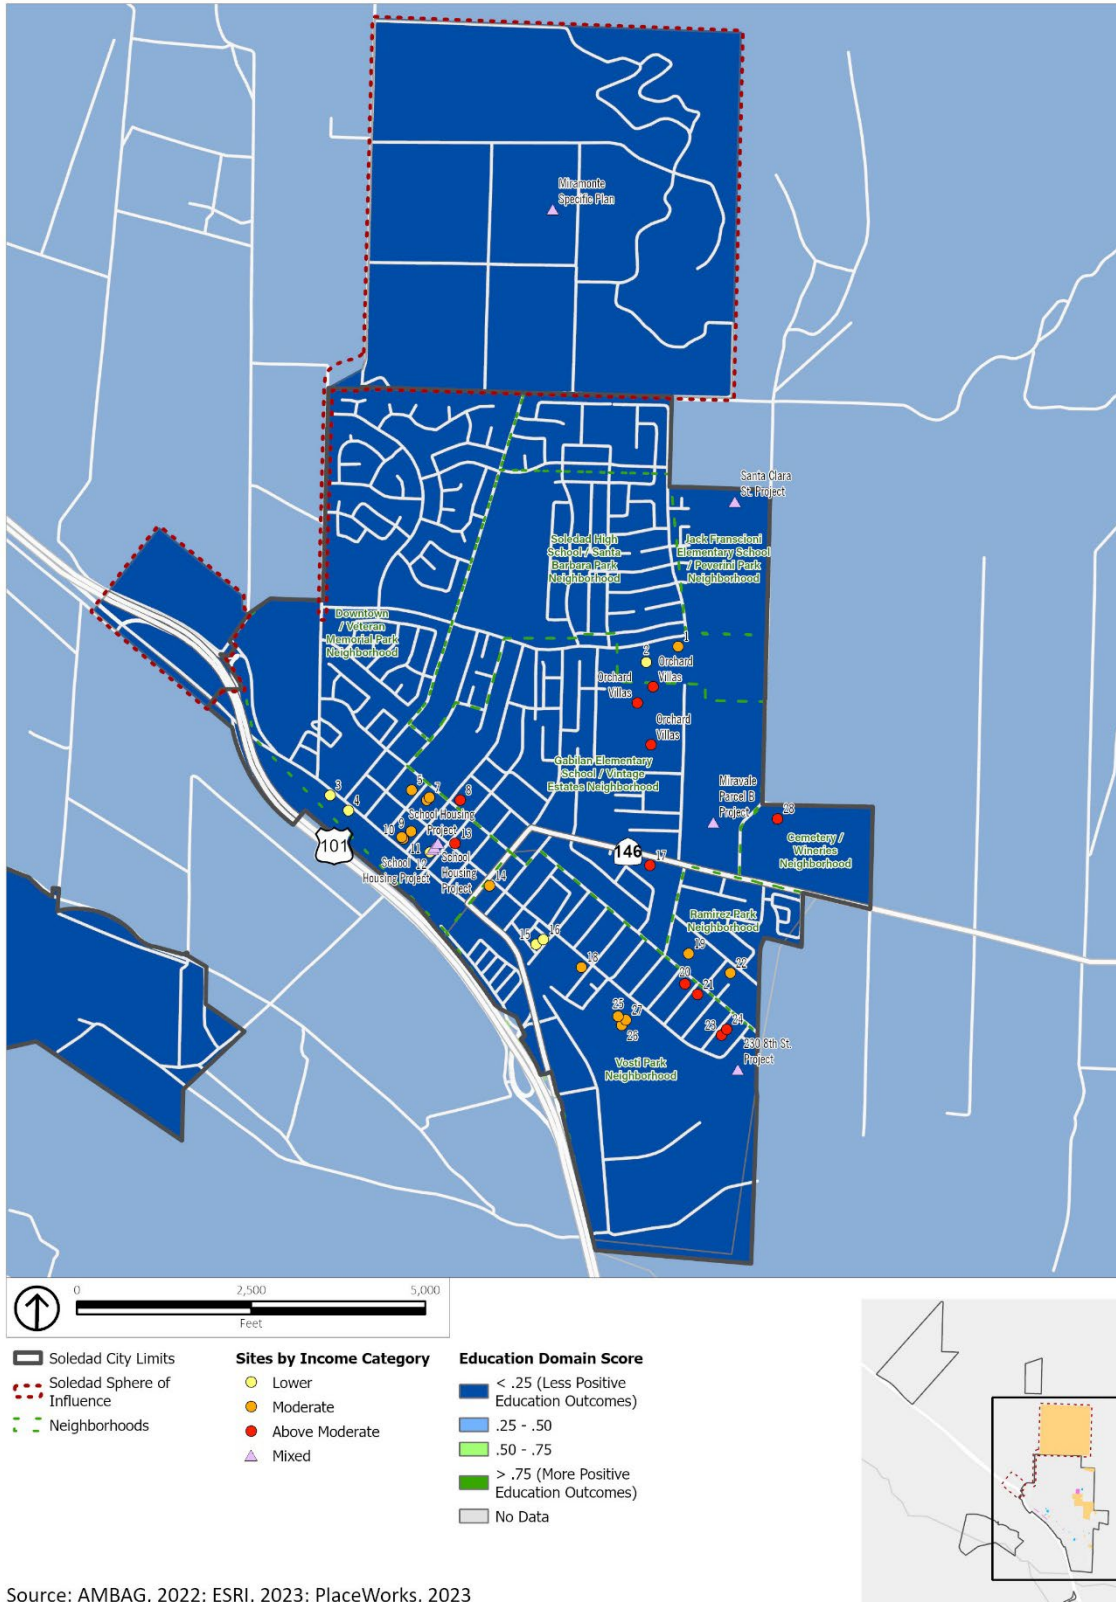 Miramonte
Specific Plan
Santa Clara
St. Project
Soledad High
School / Santa
Barbara Park
Neighborhood
Jack Franscioni
Elementary School
/ Peverini Park
Neighborhood
Downtown
/ Veteran
Memorial Park
Neighborhood
1
2
Orchard
Villas
Orchard
Villas
Orchard
Villas
Gabilan Elementary
School / Vintage
Estates Neighborhood
Miravale
Parcel B
Project
28
Cemetery /
Wineries
Neighborhood
3
4
5
7
8
School Housing
Project
9
10
11
12
13
School
Housing Project
School
Housing
Project
101
146
14
17
15
16
18
Ramirez Park
Neighborhood
19
20
21
22
23
24
25
27
26
230 8th St.
Project
Vosti Park
Neighborhood
0
2,500
5,000
Feet
Soledad City Limits
Soledad Sphere of
Influence
Neighborhoods
Sites by Income Category
Lower
Moderate
Above Moderate
Mixed
Education Domain Score
< .25 (Less Positive
Education Outcomes)
.25 - .50
.50 - .75
> .75 (More Positive
Education Outcomes)
No Data
Source: AMBAG, 2022; ESRI, 2023; PlaceWorks, 2023